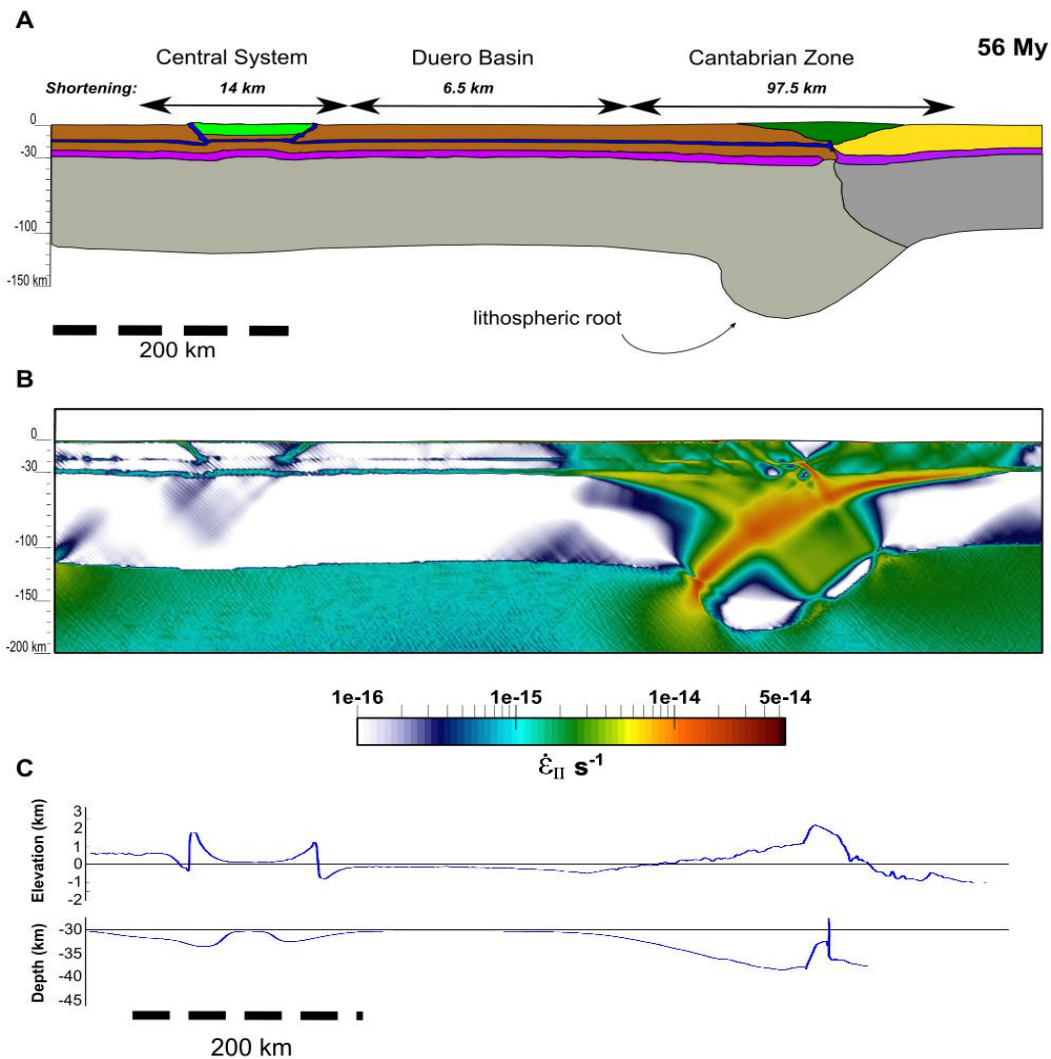 A
56 My
Central System Duero Basin Cantabrian Zone
Shortening: 14 km 6.5 km 97.5 km
0
-30
-100
-150 km
lithospheric root
200 km
B
0
-30
-100
-150
-200 km
1e-16 1e-15 1e-14 5e-14
ε̇II s-1
C
Elevation (km)
3
2
1
0
-1
-2
Depth (km)
-30
-35
-40
-45
200 km